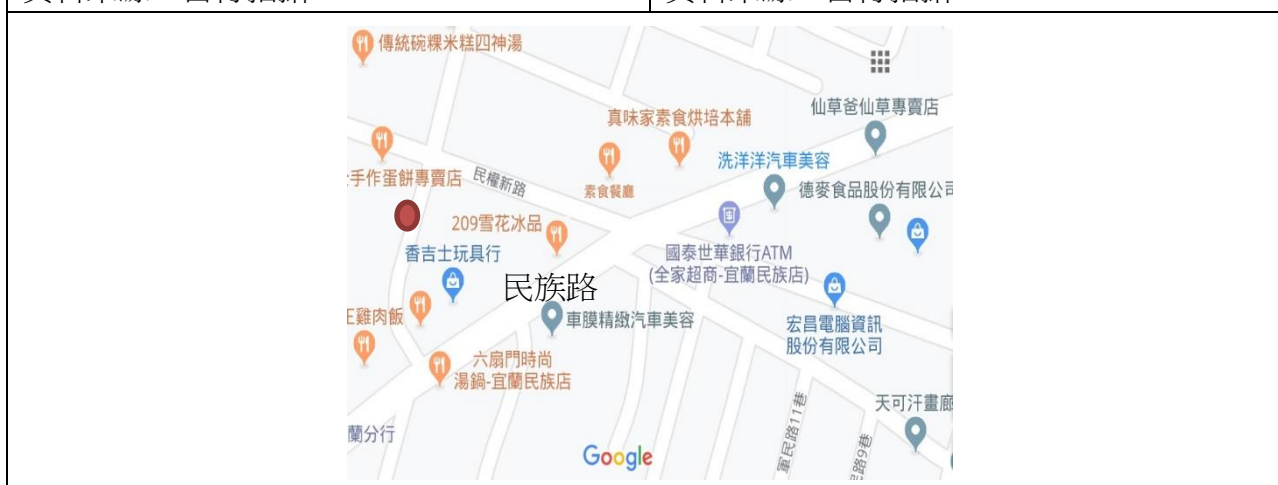 傳統碗粿米糕四神湯
仙草爸仙草專賣店
真味家素食烘培本舖
洗洋洋汽車美容
手作蛋餅專賣店
民權新路
素食餐廳
德麥食品股份有限公司
209雪花冰品
香吉士玩具行
國泰世華銀行ATM
(全家超商-宜蘭民族店)
民族路
車膜精緻汽車美容
雞肉飯
宏昌電腦資訊
股份有限公司
六扇門時尚
湯鍋-宜蘭民族店
天可汗畫廊
軍民路11巷
民路9巷
蘭分行
Google